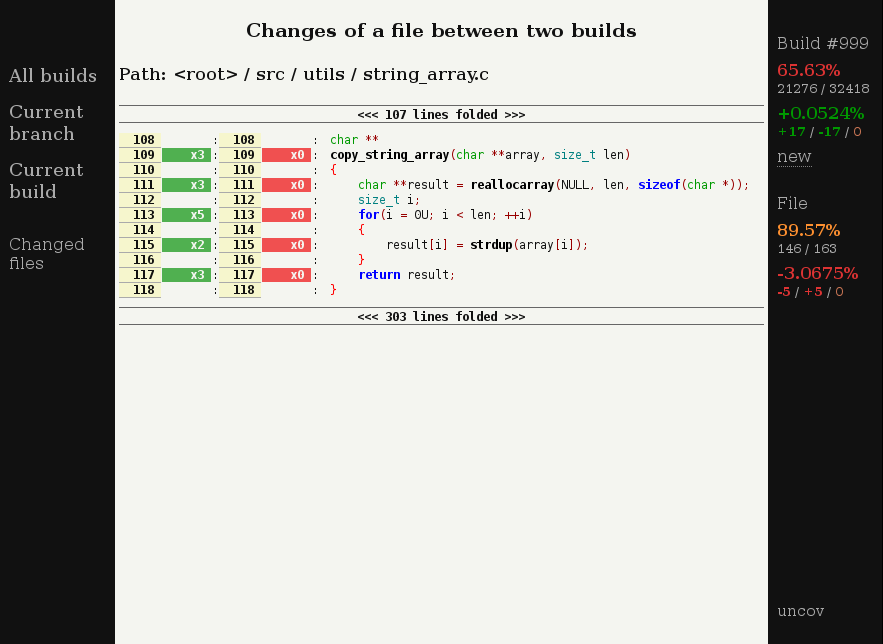 Changes of a file between two builds
All builds
Current
branch
Current
build
Changed
files
Path: <root> / src / utils / string_array.c
<<< 107 lines folded >>>
108 : 108 : char **
109 x3 : 109 x0 : copy_string_array(char **array, size_t len)
110 : 110 : {
111 x3 : 111 x0 : char **result = reallocarray(NULL, len, sizeof(char *));
112 : 112 : size_t i;
113 x5 : 113 x0 : for(i = 0U; i < len; ++i)
114 : 114 : {
115 x2 : 115 x0 : result[i] = strdup(array[i]);
116 : 116 : }
117 x3 : 117 x0 : return result;
118 : 118 : }
<<< 303 lines folded >>>
Build #999
65.63%
21276 / 32418
+0.0524%
+17 / -17 / 0
new
File
89.57%
146 / 163
-3.0675%
-5 / +5 / 0
uncov